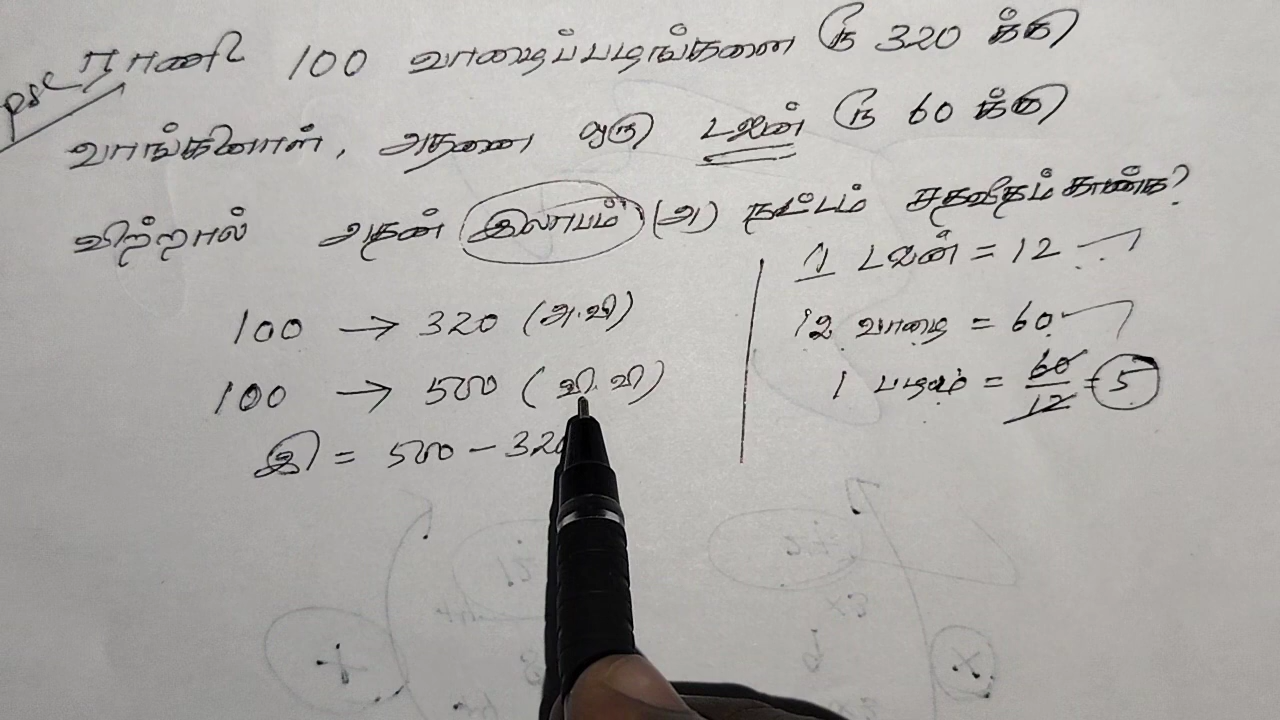 PSC
ராணி 100 வாழைப்பழங்களை ரூ 320 க்கு
வாங்கினாள், அதனை ஒரு டஜன் ரூ 60 க்கு
விற்றால் அதன் இலாபம் (அ) நட்டம் சதவீதம் காண்க?
1 டஜன் = 12
100 → 320 (அ.வி)
12 வாழை = 60
100 → 500 (வி.வி)
1 பழம் = 60/12 = 5
இ = 500 - 320